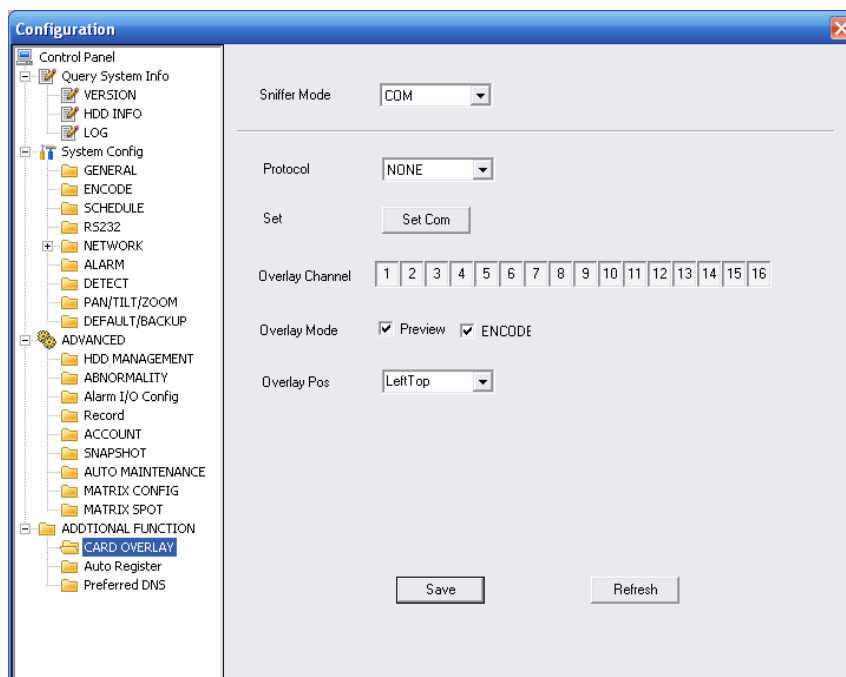 Configuration
Control Panel
Query System Info
VERSION
HDD INFO
LOG
System Config
GENERAL
ENCODE
SCHEDULE
RS232
NETWORK
ALARM
DETECT
PAN/TILT/ZOOM
DEFAULT/BACKUP
ADVANCED
HDD MANAGEMENT
ABNORMALITY
Alarm I/O Config
Record
ACCOUNT
SNAPSHOT
AUTO MAINTENANCE
MATRIX CONFIG
MATRIX SPOT
ADDTIONAL FUNCTION
CARD OVERLAY
Auto Register
Preferred DNS
Sniffer Mode COM
Protocol NONE
Set Set Com
Overlay Channel 1 2 3 4 5 6 7 8 9 10 11 12 13 14 15 16
Overlay Mode Preview ENCODE
Overlay Pos LeftTop
Save Refresh